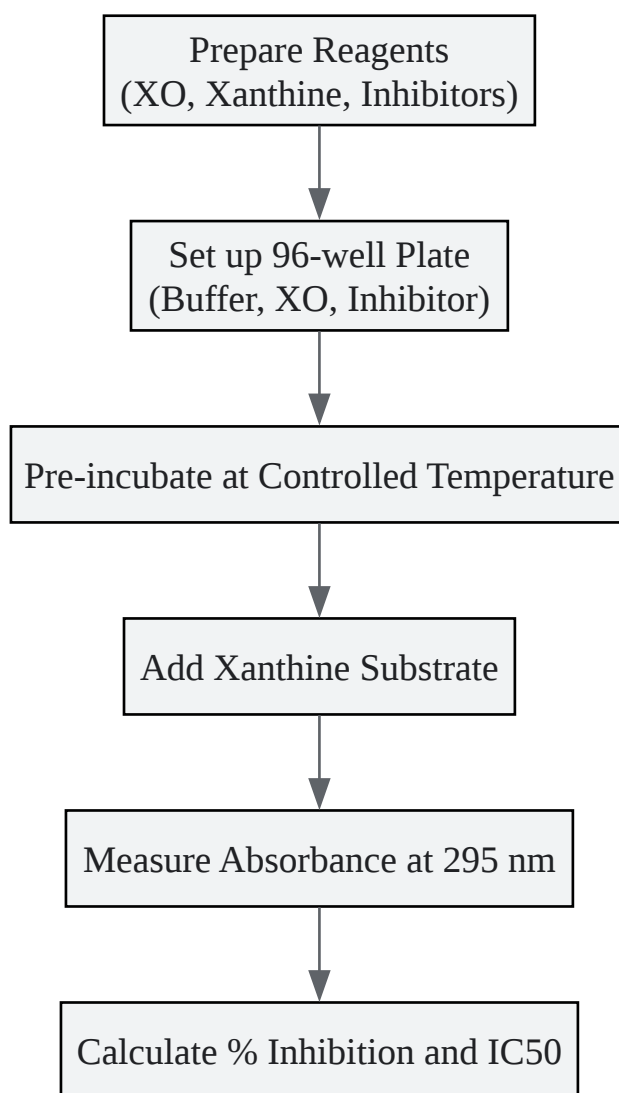 Prepare Reagents
(XO, Xanthine, Inhibitors)
Set up 96-well Plate
(Buffer, XO, Inhibitor)
Pre-incubate at Controlled Temperature
Add Xanthine Substrate
Measure Absorbance at 295 nm
Calculate % Inhibition and IC50